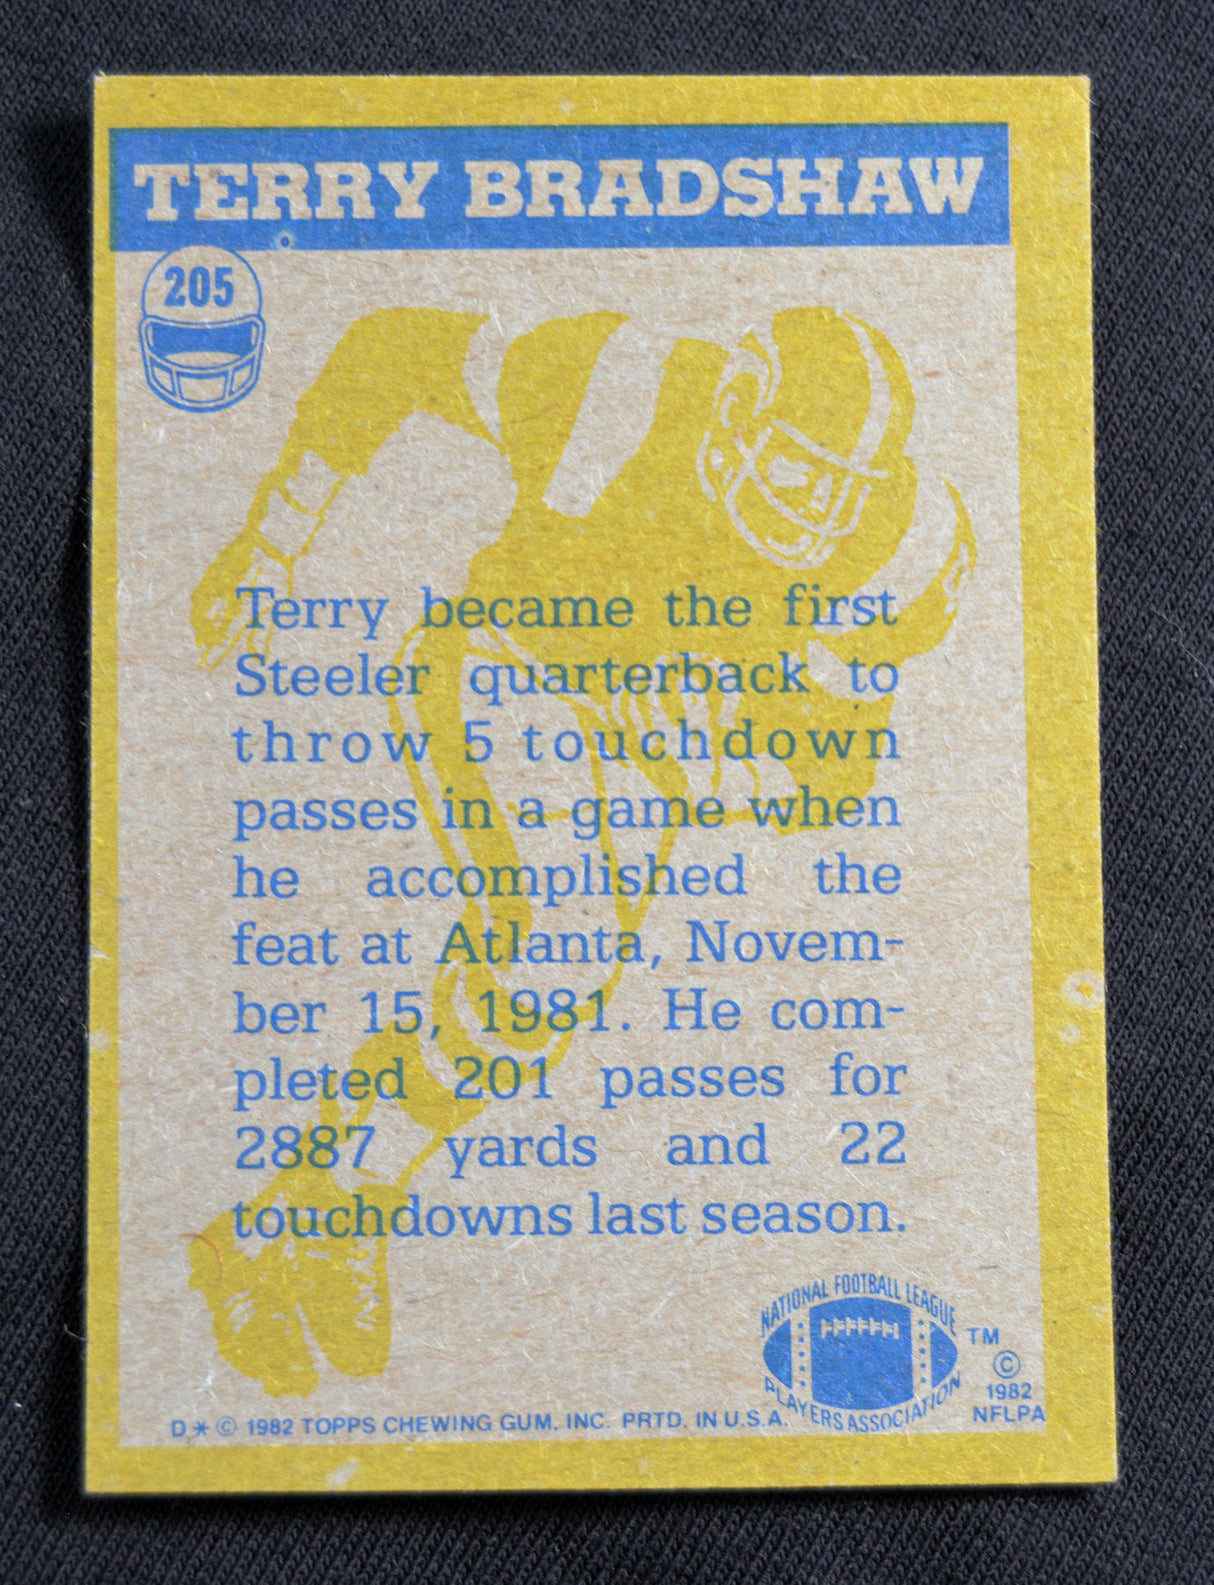 TERRY BRADSHAW
205
Terry became the first
Steeler quarterback to
throw 5 touchdown
passes in a game when
he accomplished the
feat at Atlanta, Novem-
ber 15, 1981. He com-
pleted 201 passes for
2887 yards and 22
touchdowns last season.
NATIONAL FOOTBALL LEAGUE
PLAYERS ASSOCIATION
TM
©
1982
NFLPA
D * © 1982 TOPPS CHEWING GUM, INC. PRTD. IN U.S.A.